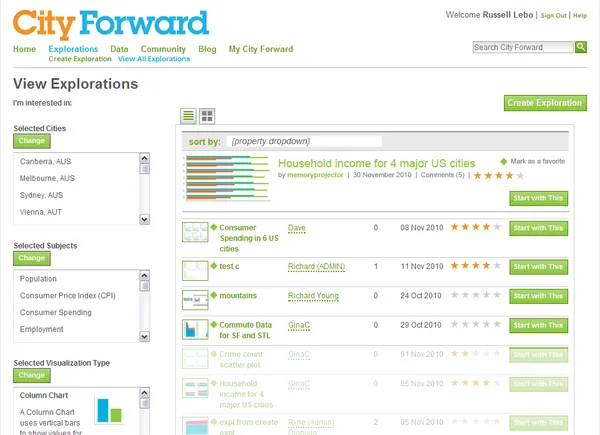 City Forward
Welcome Russell Lebo | Sign Out | Help
Home Explorations Data Community Blog My City Forward
Search City Forward
Create Exploration View All Explorations
View Explorations
I'm interested in:
Create Exploration
Selected Cities
Change
Canberra, AUS
Melbourne, AUS
Sydney, AUS
Vienna, AUT
Selected Subjects
Change
Population
Consumer Price Index (CPI)
Consumer Spending
Employment
Selected Visualization Type
Change
Column Chart
A Column Chart
uses vertical bars
to show values for
sort by: {property dropdown}
Household income for 4 major US cities
Mark as a favorite
by memoryprojector | 30 November 2010 | Comments (5) |
Start with This
Consumer Spending in 6 US cities Dave 0 08 Nov 2010 Start with This
test c Richard (ADMIN) 1 11 Nov 2010 Start with This
mountains Richard Young 0 24 Oct 2010 Start with This
Commute Data for SF and STL GinaC 0 29 Oct 2010 Start with This
Crime count scatter plot GinaC 0 01 Nov 2010 Start with This
Household income for 4 major US cities GinaC 0 05 Nov 2010 Start with This
expl from create expl Ryne (Admin) 2 05 Nov 2010 Start with This